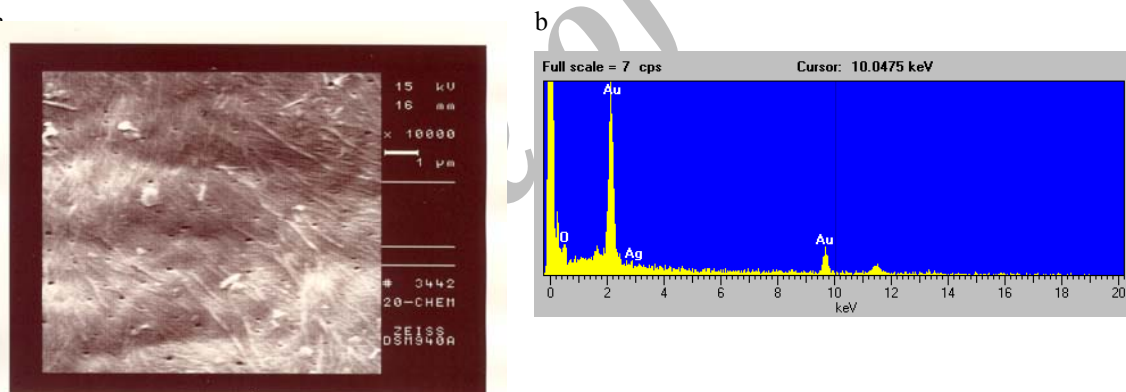 b
15 kV
16 mm
x 10000
1 µm
# 3442
20-CHEM
ZEISS
DSM940A
Full scale = 7 cps
Cursor: 10.0475 keV
Au
O
Ag
Au
0 2 4 6 8 10 12 14 16 18 20
keV